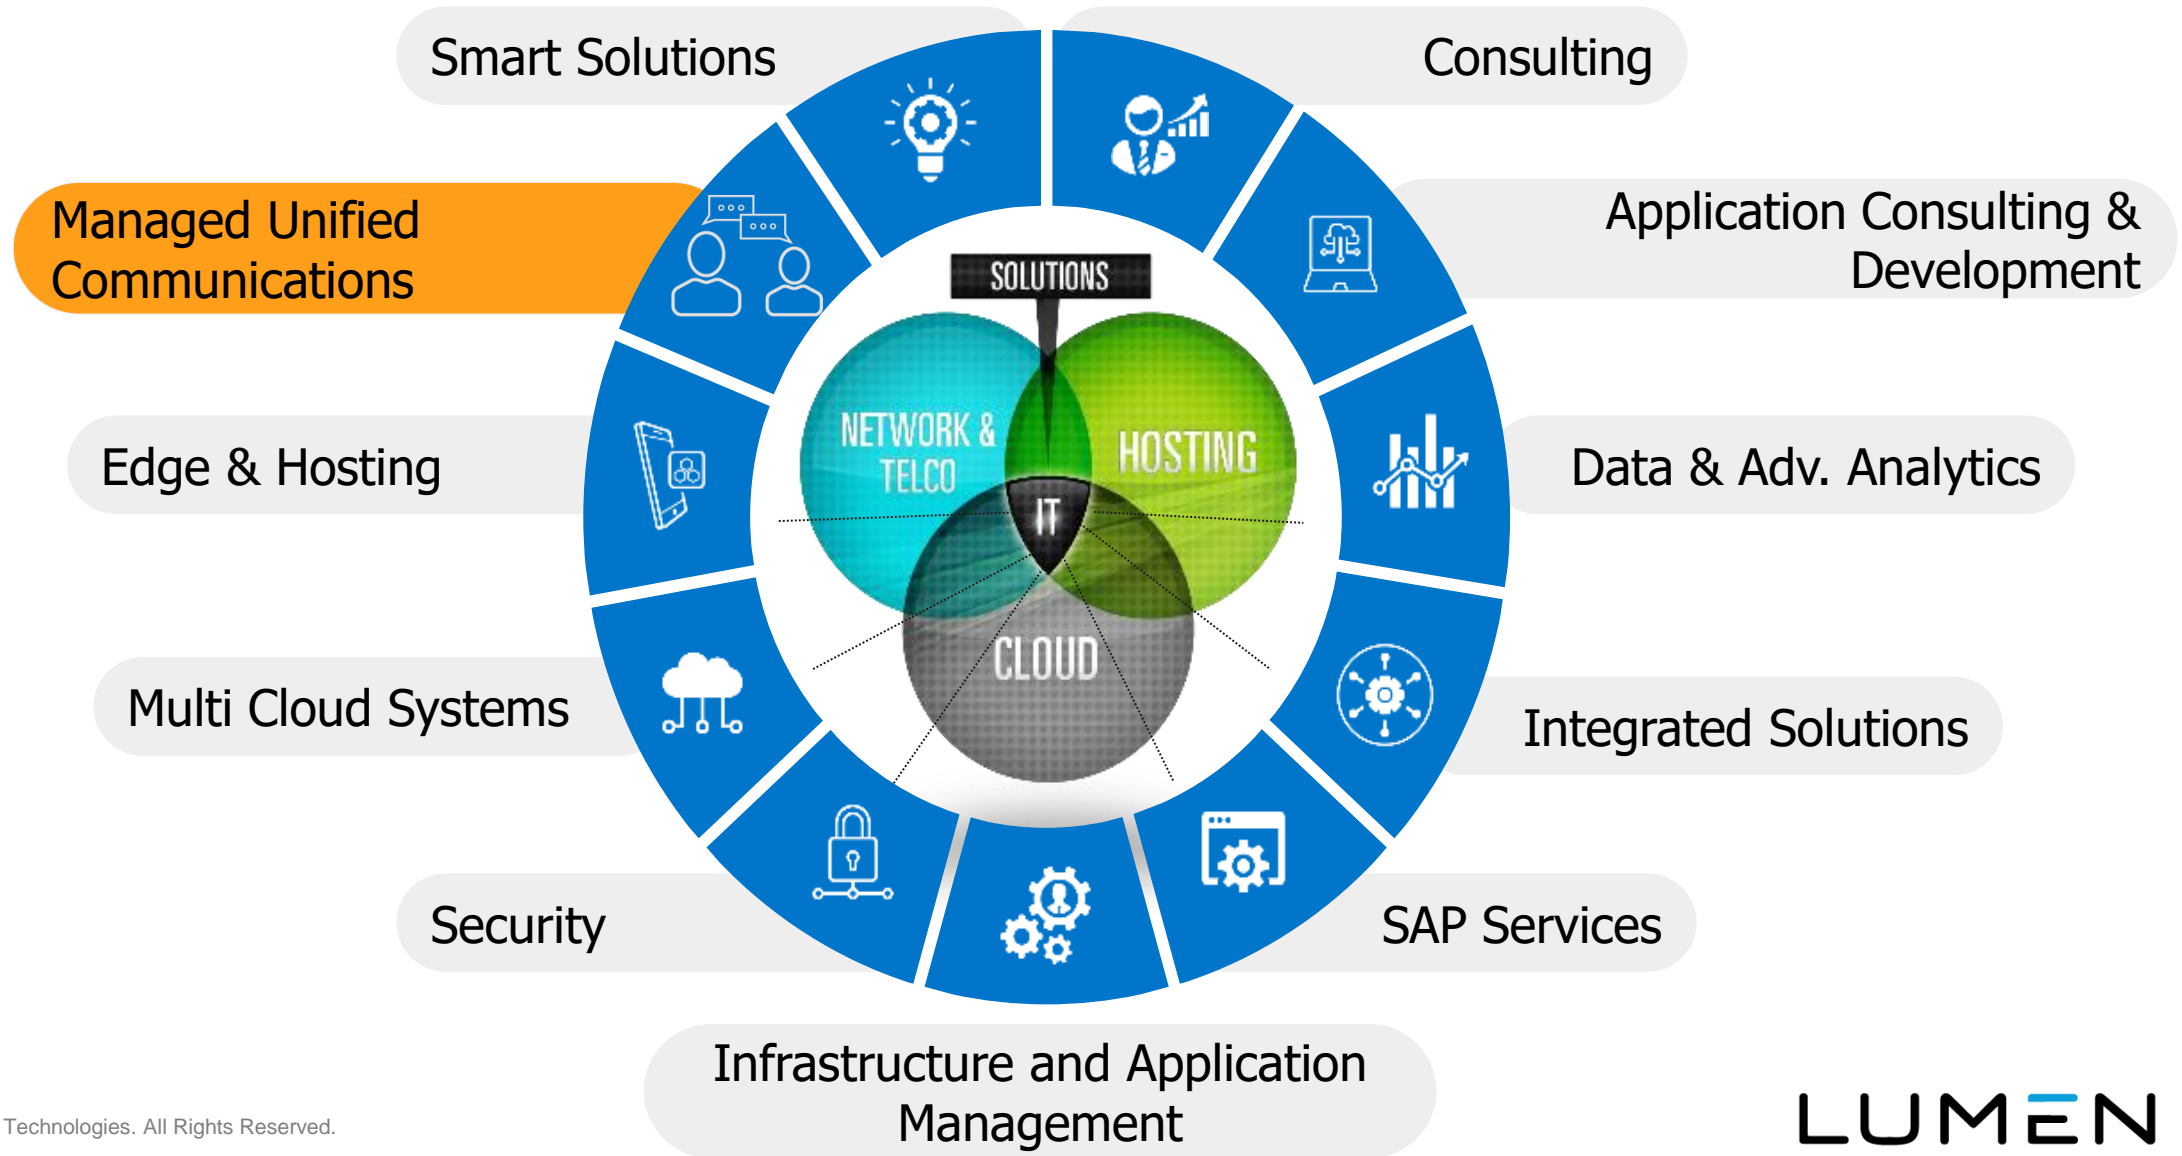 Smart Solutions
Consulting
Managed Unified
Communications
Application Consulting &
Development
SOLUTIONS
NETWORK &
TELCO
HOSTING
IT
CLOUD
Edge & Hosting
Data & Adv. Analytics
Multi Cloud Systems
Integrated Solutions
Security
SAP Services
Infrastructure and Application
Management
Technologies. All Rights Reserved.
LUMEN